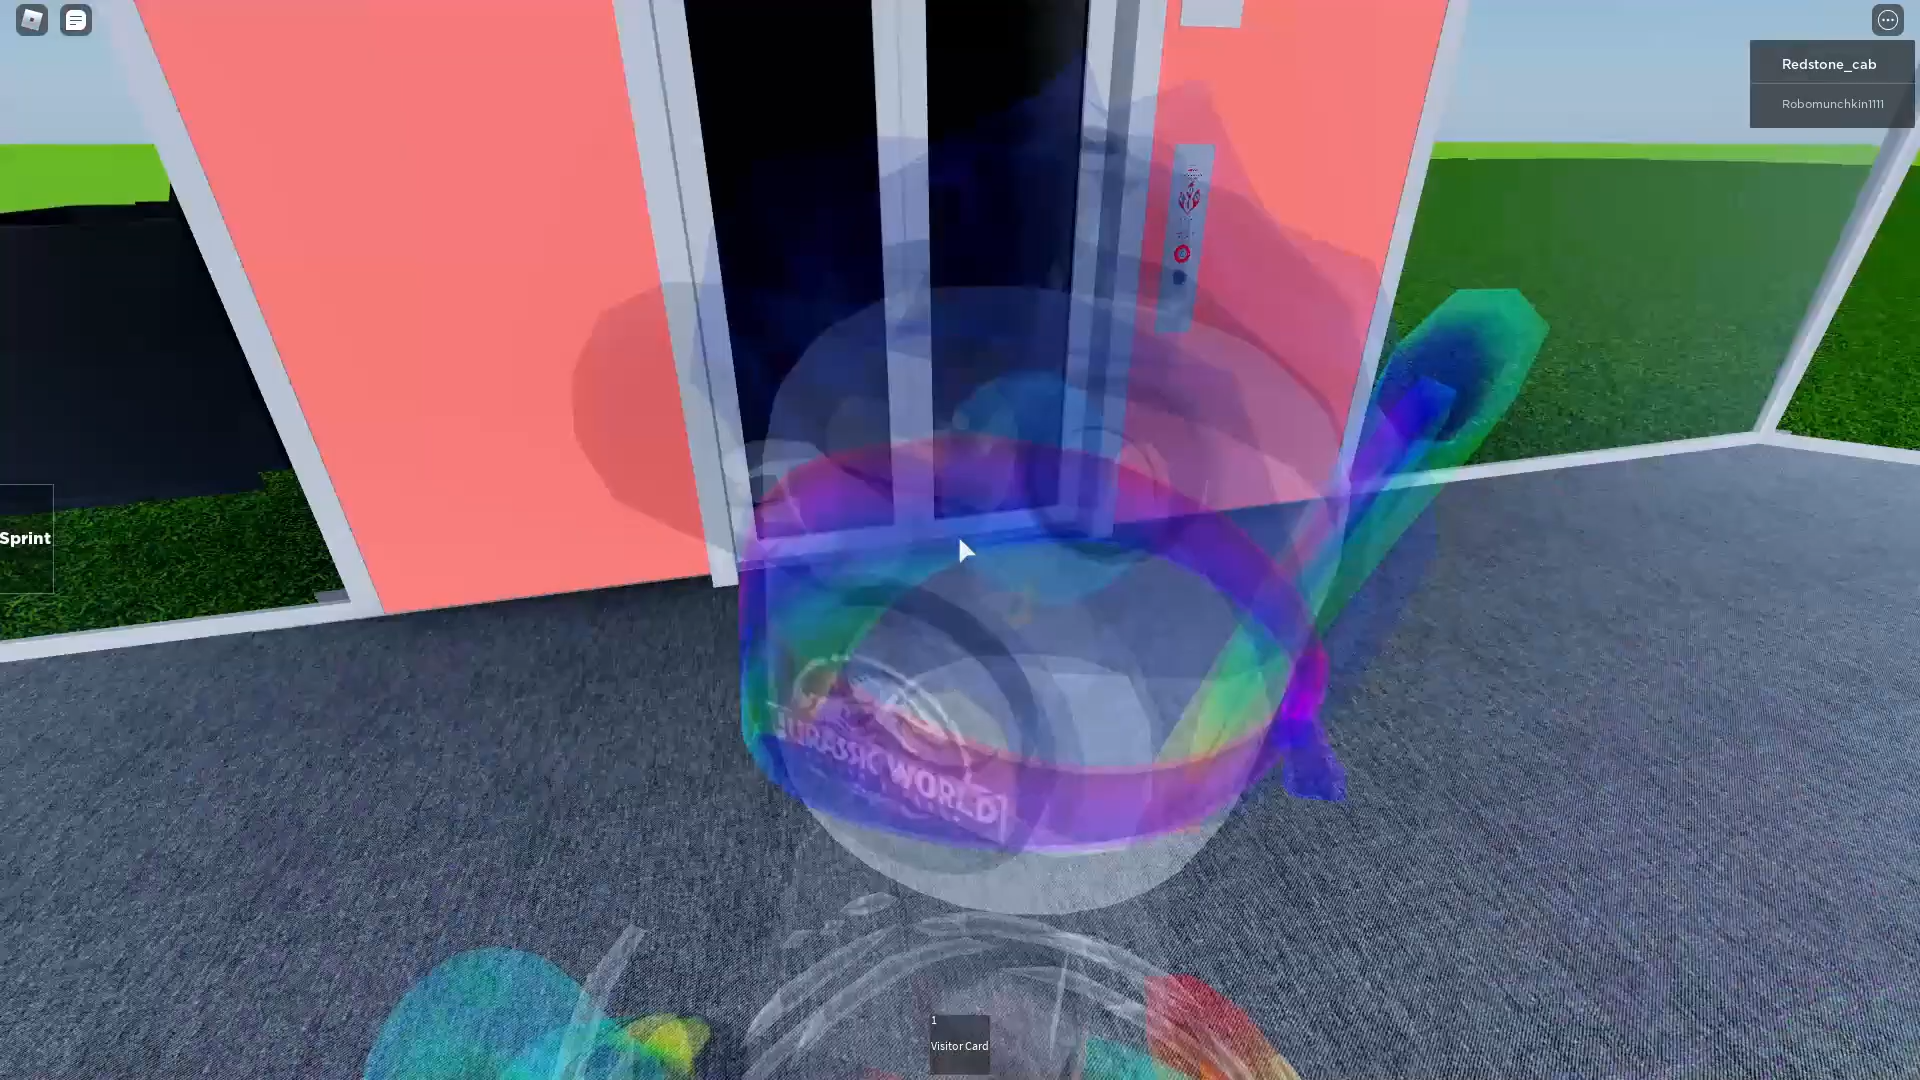 Redstone_cab
Robomunchkin1111
Sprint
JURASSIC WORLD
1
Visitor Card